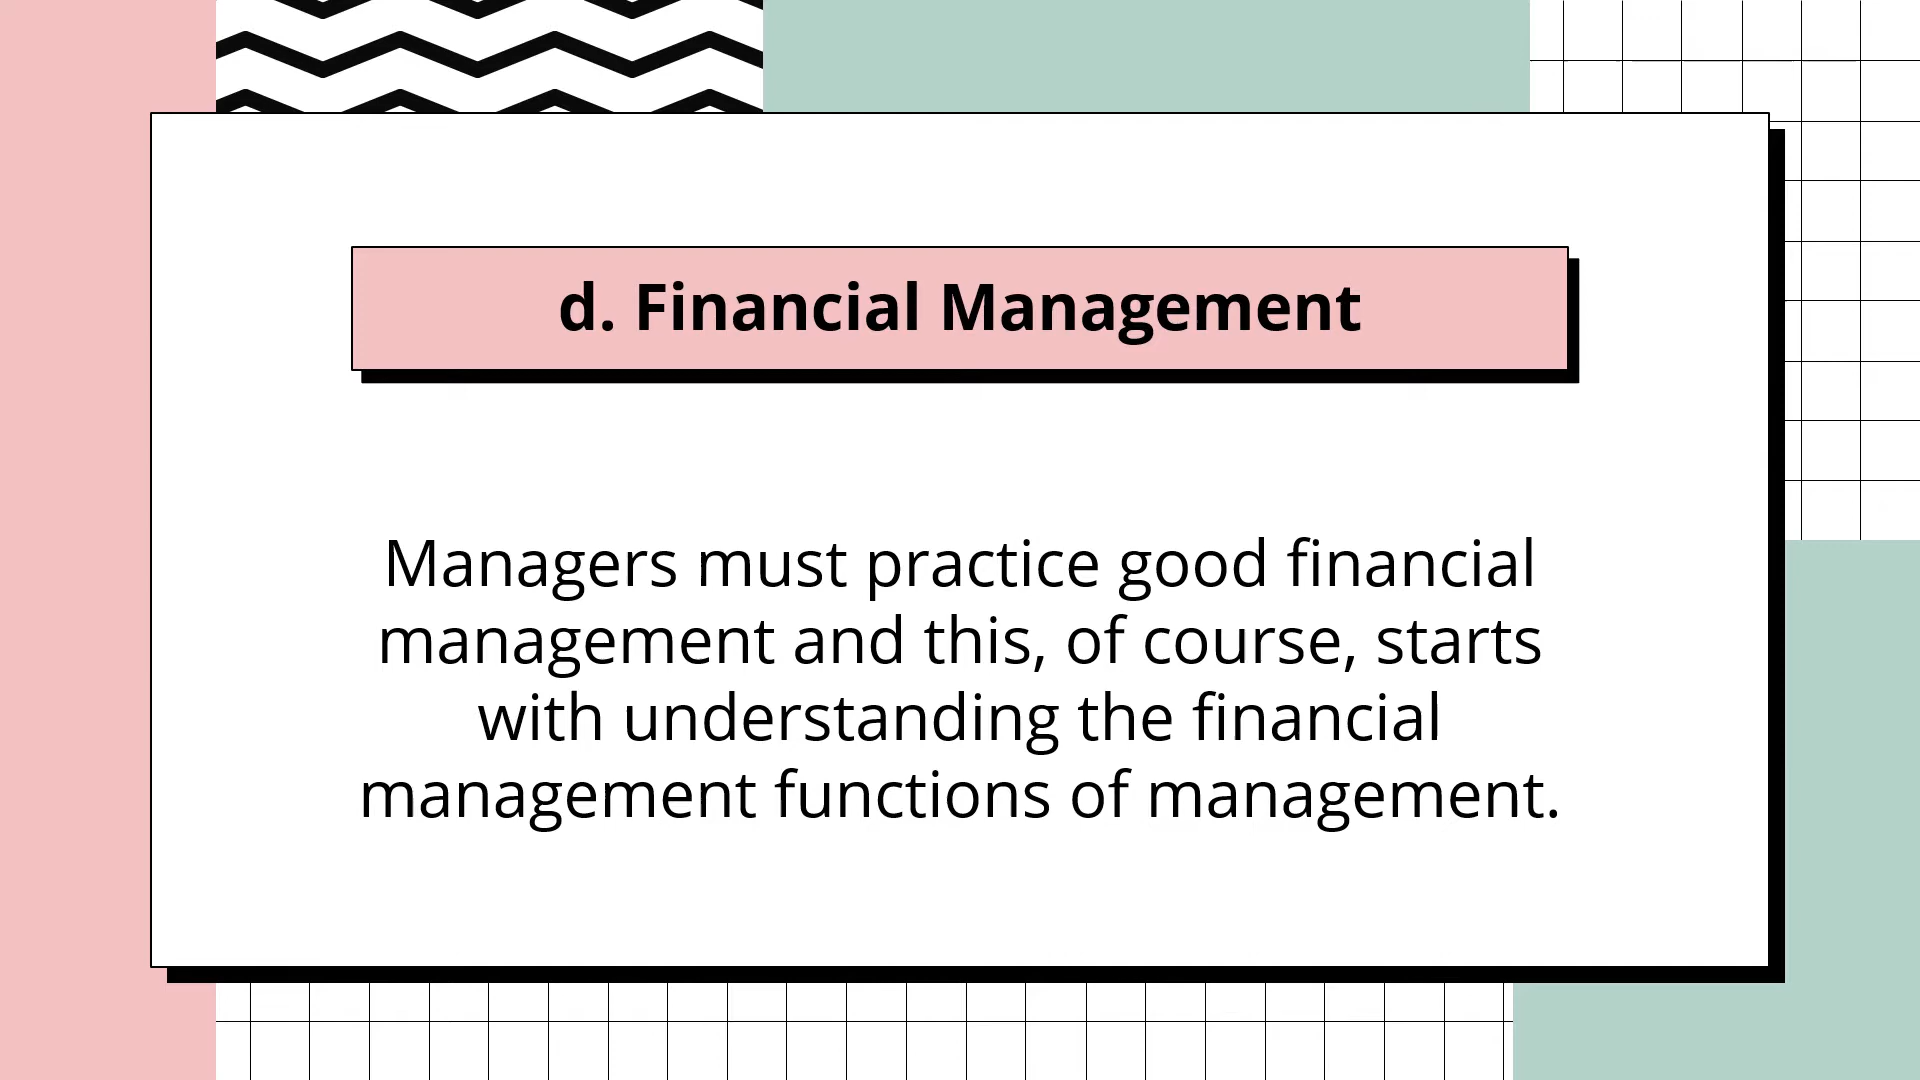 d. Financial Management
Managers must practice good financial
management and this, of course, starts
with understanding the financial
management functions of management.